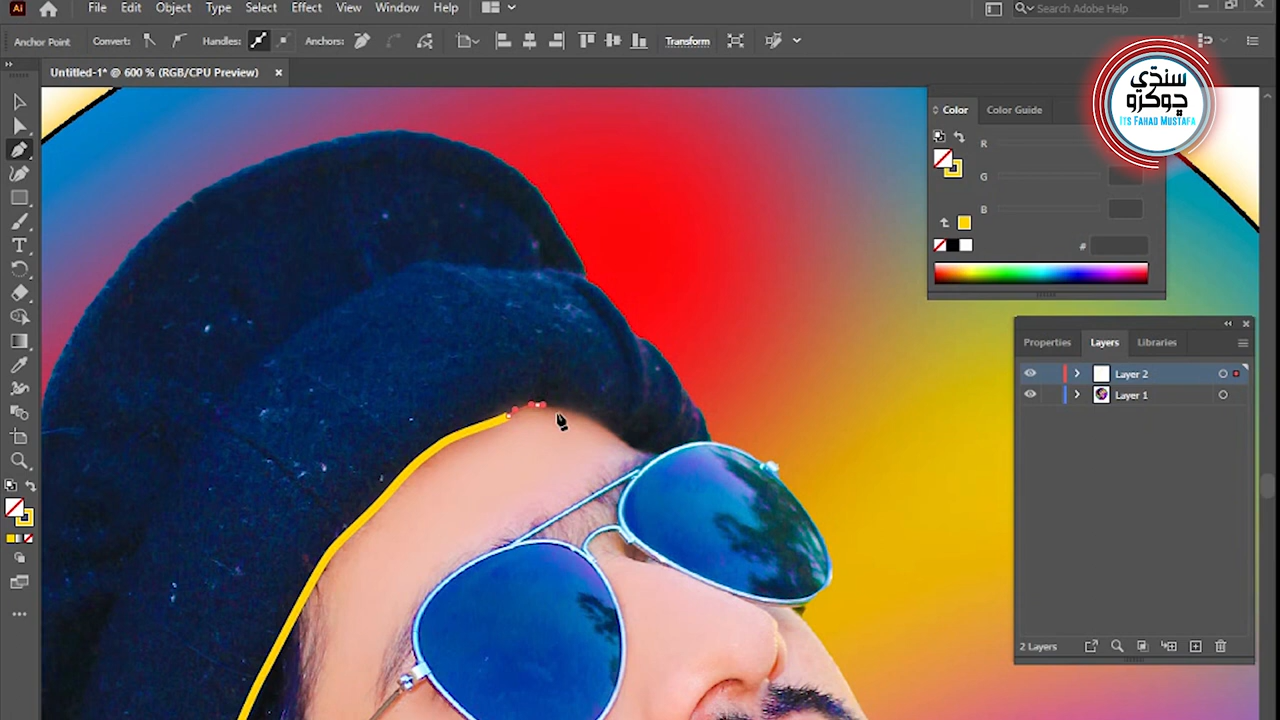 Ai File Edit Object Type Select Effect View Window Help Search Adobe Help
Anchor Point Convert: Handles: Anchors: Transform
Untitled-1* @ 600 % (RGB/CPU Preview) ×
سنڌي
ڇوڪرو
Its Fahad Mustafa
Color Color Guide
R
G
B
#
Properties Layers Libraries
Layer 2
Layer 1
2 Layers